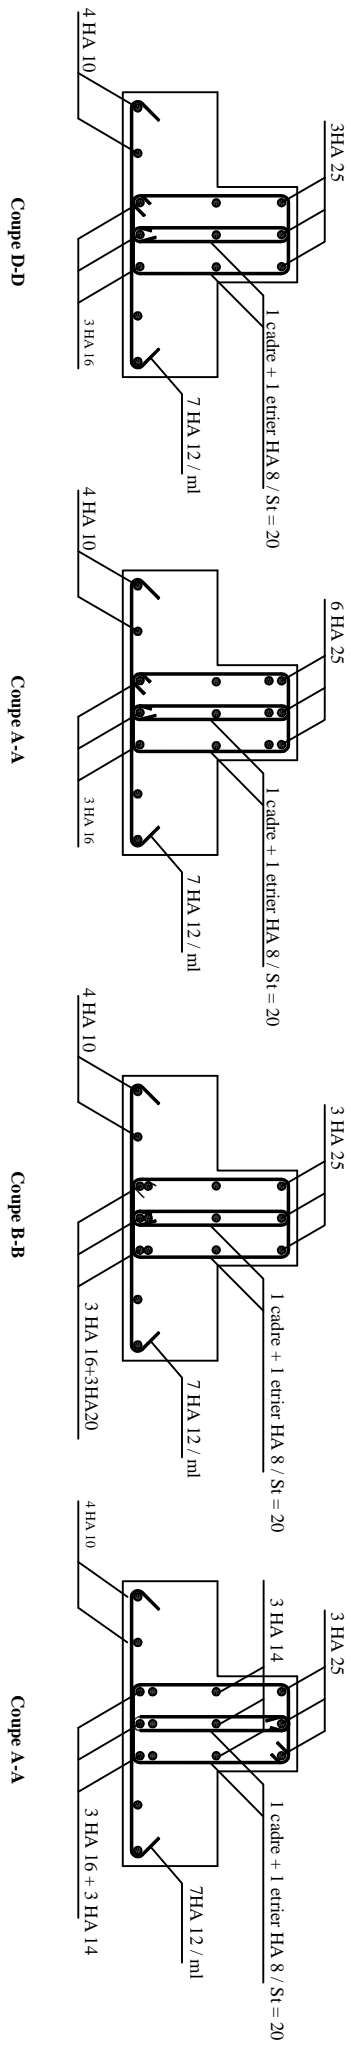 3HA 25
1 cadre + 1 etrier HA 8 / St = 20
7 HA 12 / ml
4 HA 10
3 HA 16
Coupe D-D
6 HA 25
1 cadre + 1 etrier HA 8 / St = 20
7 HA 12 / ml
4 HA 10
3 HA 16
Coupe A-A
3 HA 25
1 cadre + 1 etrier HA 8 / St = 20
7 HA 12 / ml
4 HA 10
3 HA 16+3HA20
Coupe B-B
3 HA 25
3 HA 14
1 cadre + 1 etrier HA 8 / St = 20
7HA 12 / ml
4 HA 10
3 HA 16 + 3 HA 14
Coupe A-A